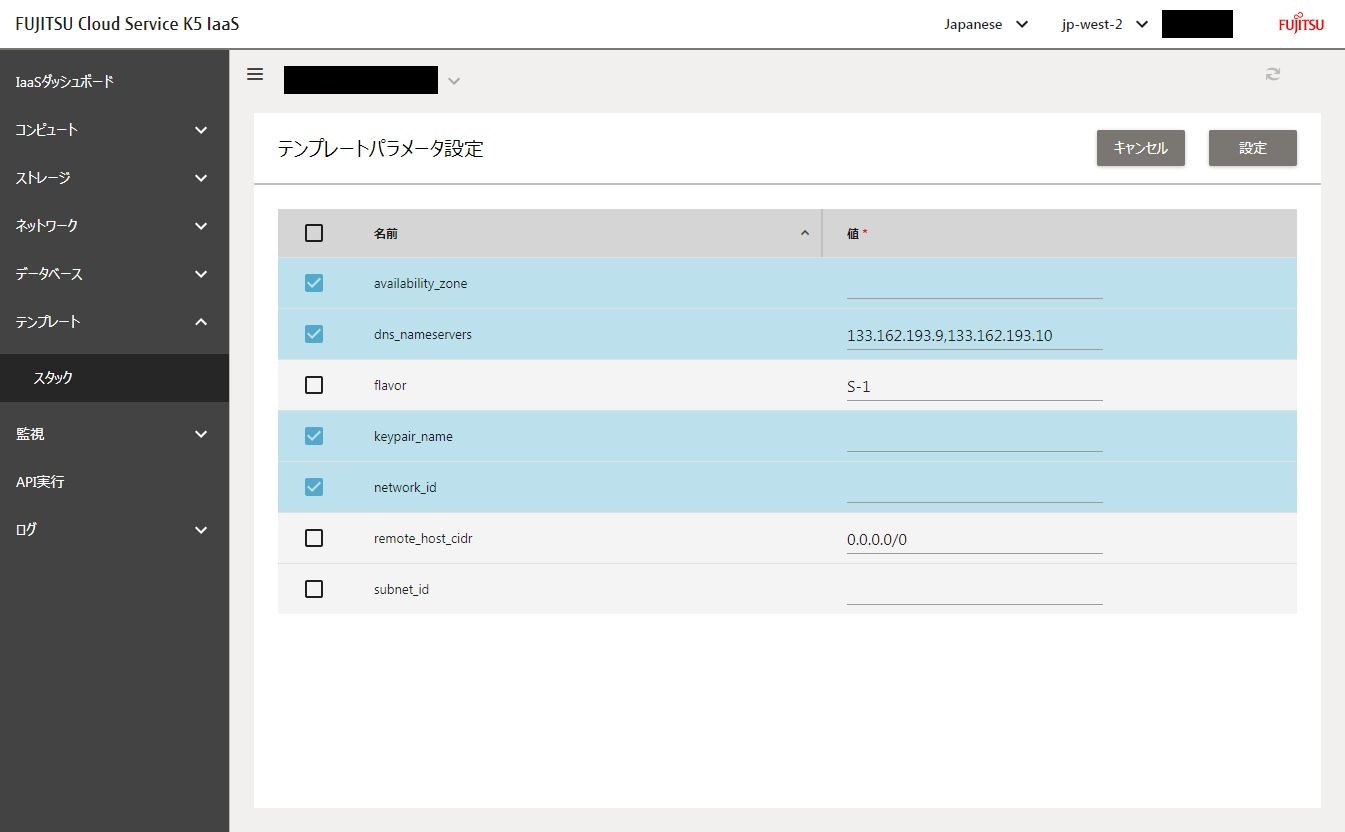 FUJITSU Cloud Service K5 IaaS
Japanese
jp-west-2
FUJITSU
IaaSダッシュボード
コンピュート
ストレージ
ネットワーク
データベース
テンプレート
スタック
監視
API実行
ログ
テンプレートパラメータ設定
キャンセル
設定
名前
値 *
availability_zone
dns_nameservers
133.162.193.9,133.162.193.10
flavor
S-1
keypair_name
network_id
remote_host_cidr
0.0.0.0/0
subnet_id